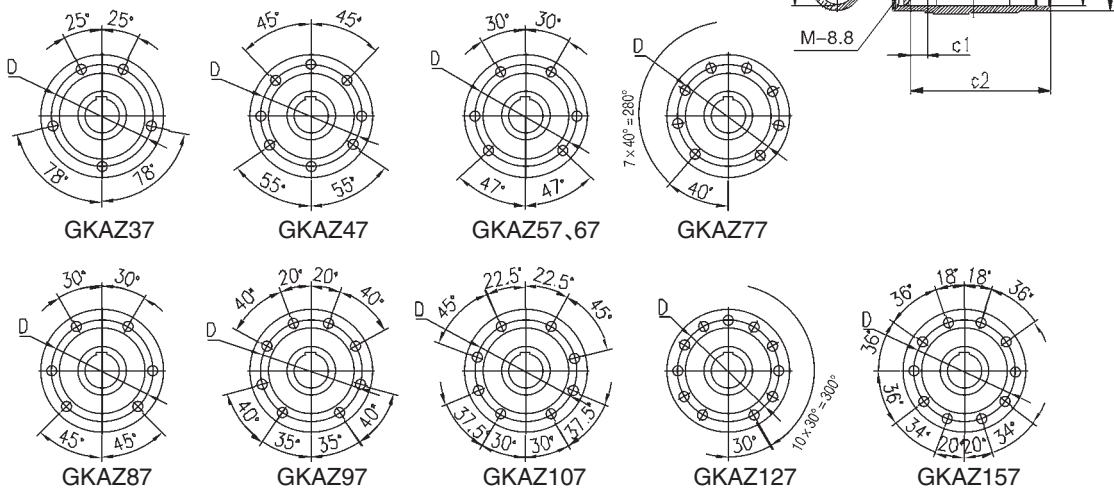 M-8.8
c1
c2
25° 25°
D
78° 78°
GKAZ37
45° 45°
D
55° 55°
GKAZ47
30° 30°
D
47° 47°
GKAZ57、67
D
7×40°=280°
40°
GKAZ77
30° 30°
D
45° 45°
GKAZ87
20° 20°
40° 40°
D
40° 40°
35° 35°
GKAZ97
22.5° 22.5°
45° 45°
D
37.5° 37.5°
30° 30°
GKAZ107
D
10×30°=300°
30°
GKAZ127
18° 18°
36° 36°
D
36°
36°
34° 34°
20° 20°
GKAZ157